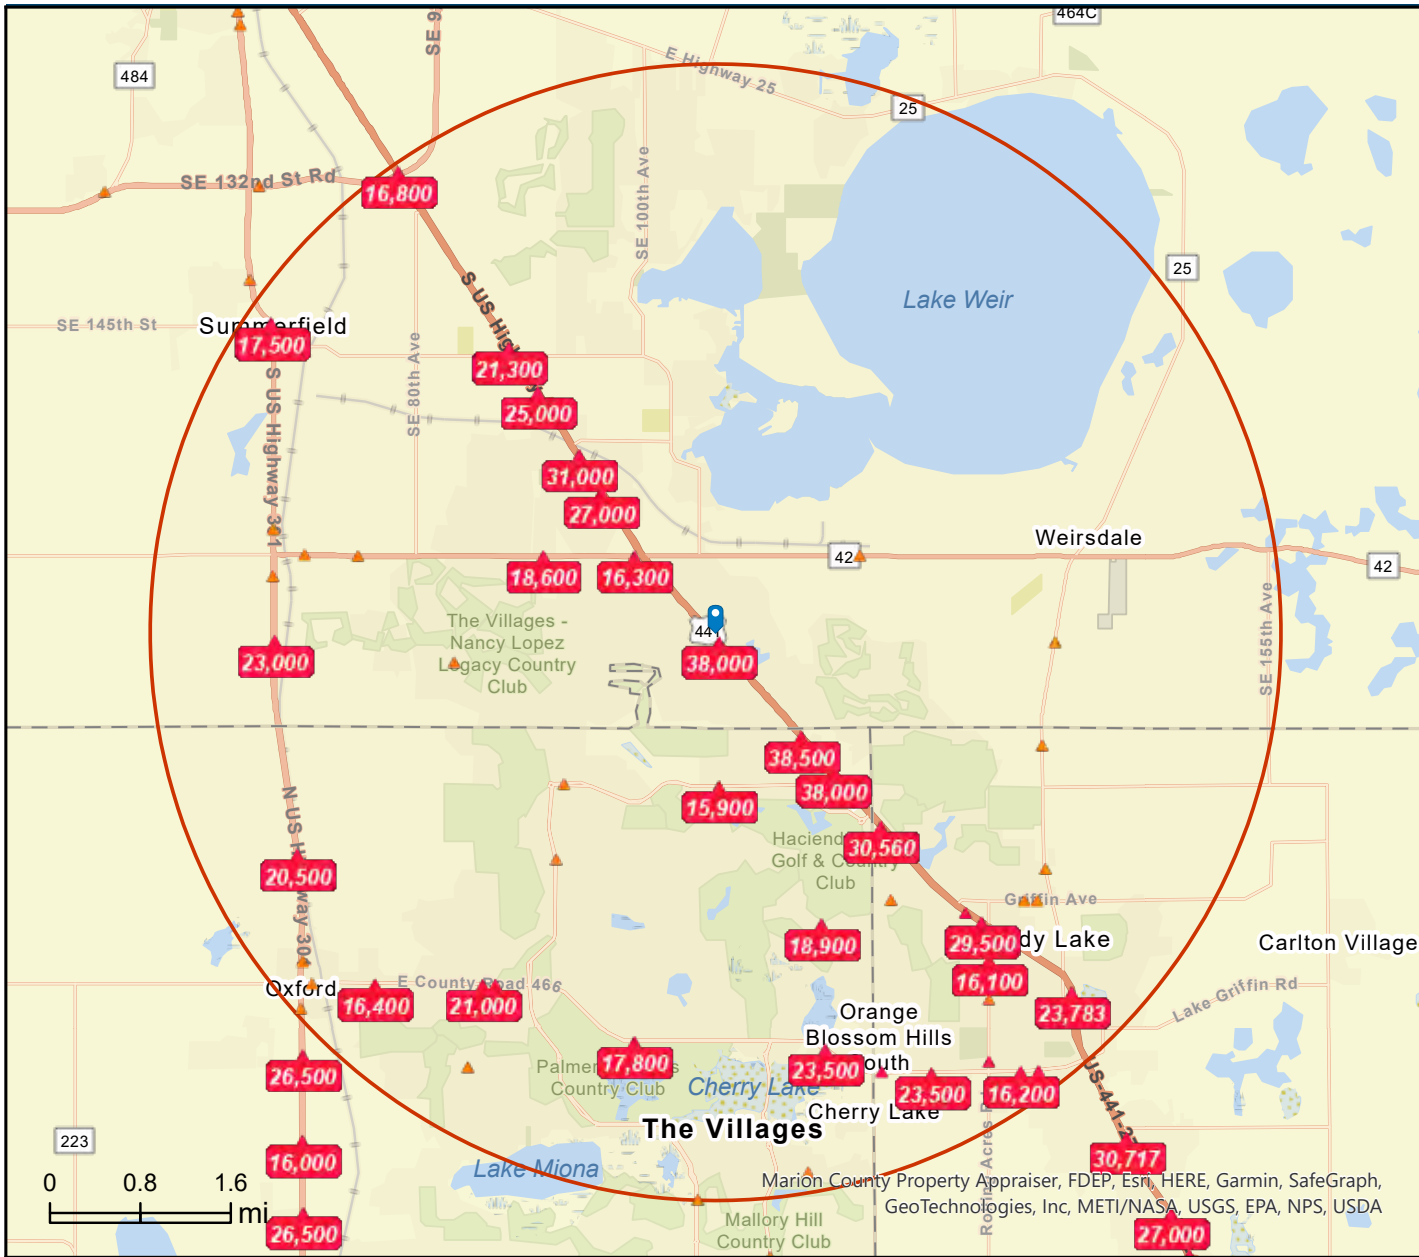 464C
SE 9
484
E Highway 25
25
SE 132nd St Rd
16,800
SE 100th Ave
25
Lake Weir
S US Hig
SE 145th St
Summerfield
17,500
21,300
SE 80th Ave
25,000
S US Highway 301
31,000
27,000
Weirsdale
42
42
18,600
16,300
SE 155th Ave
The Villages -
Nancy Lopez
Legacy Country
Club
441
23,000
38,000
38,500
38,000
15,900
N US H
way 301
Haciend
Golf & Country
Club
30,560
20,500
Griffin Ave
18,900
29,500
dy Lake
Carlton Village
16,100
E County Road 466
Oxford
16,400
21,000
23,783
Lake Griffin Rd
Orange
Blossom Hills
outh
17,800
23,500
26,500
Palmer
s
Country Club
Cherry Lake
23,500
16,200
US-441-2
Cherry Lake
The Villages
223
16,000
Lake Miona
30,717
Marion County Property Appraiser, FDEP, Esri, HERE, Garmin, SafeGraph,
GeoTechnologies, Inc, METI/NASA, USGS, EPA, NPS, USDA
0 0.8 1.6
mi
26,500
Mallory Hill
Country Club
27,000